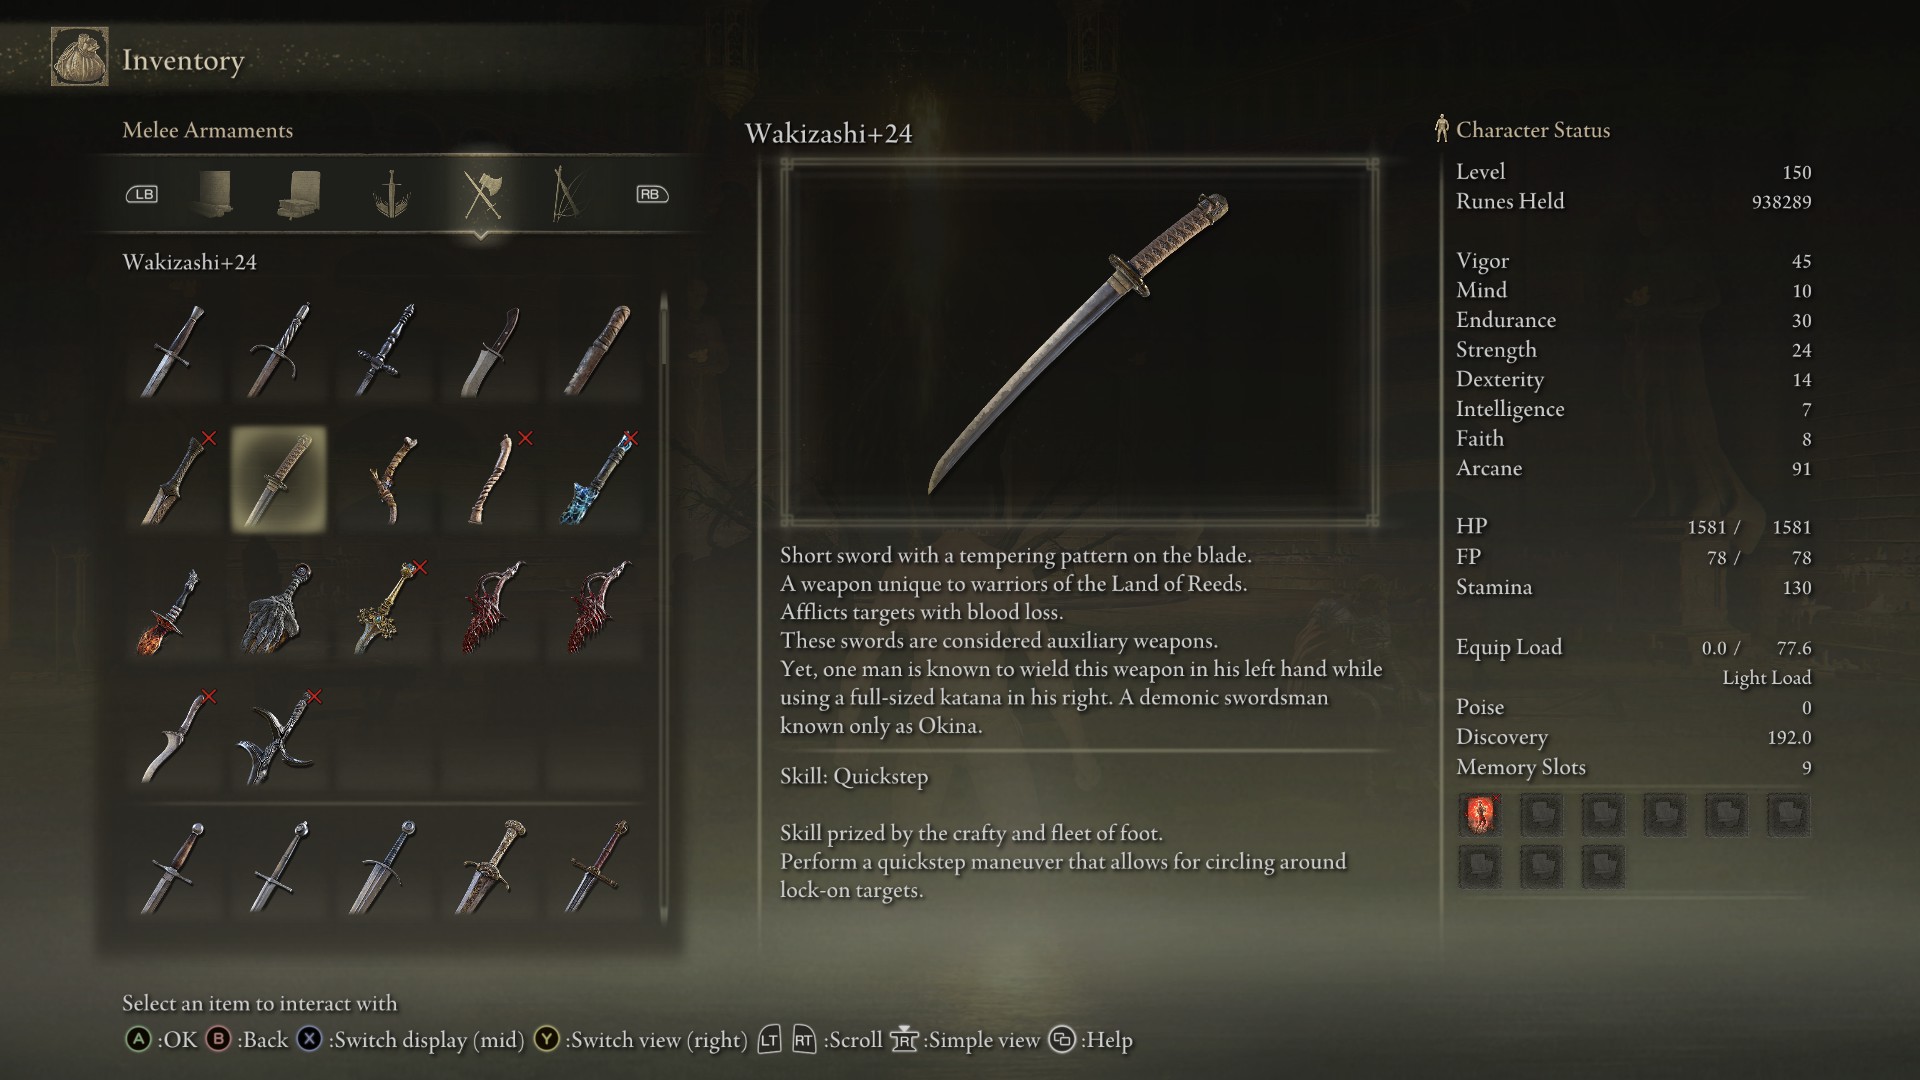 Inventory
Melee Armaments
LB
RB
Wakizashi+24
Wakizashi+24
Short sword with a tempering pattern on the blade.
A weapon unique to warriors of the Land of Reeds.
Afflicts targets with blood loss.
These swords are considered auxiliary weapons.
Yet, one man is known to wield this weapon in his left hand while
using a full-sized katana in his right. A demonic swordsman
known only as Okina.
Skill: Quickstep
Skill prized by the crafty and fleet of foot.
Perform a quickstep maneuver that allows for circling around
lock-on targets.
Character Status
Level 150
Runes Held 938289
Vigor 45
Mind 10
Endurance 30
Strength 24
Dexterity 14
Intelligence 7
Faith 8
Arcane 91
HP 1581 / 1581
FP 78 / 78
Stamina 130
Equip Load 0.0 / 77.6
Light Load
Poise 0
Discovery 192.0
Memory Slots 9
Select an item to interact with
A :OK B :Back X :Switch display (mid) Y :Switch view (right) LT RT :Scroll R :Simple view :Help